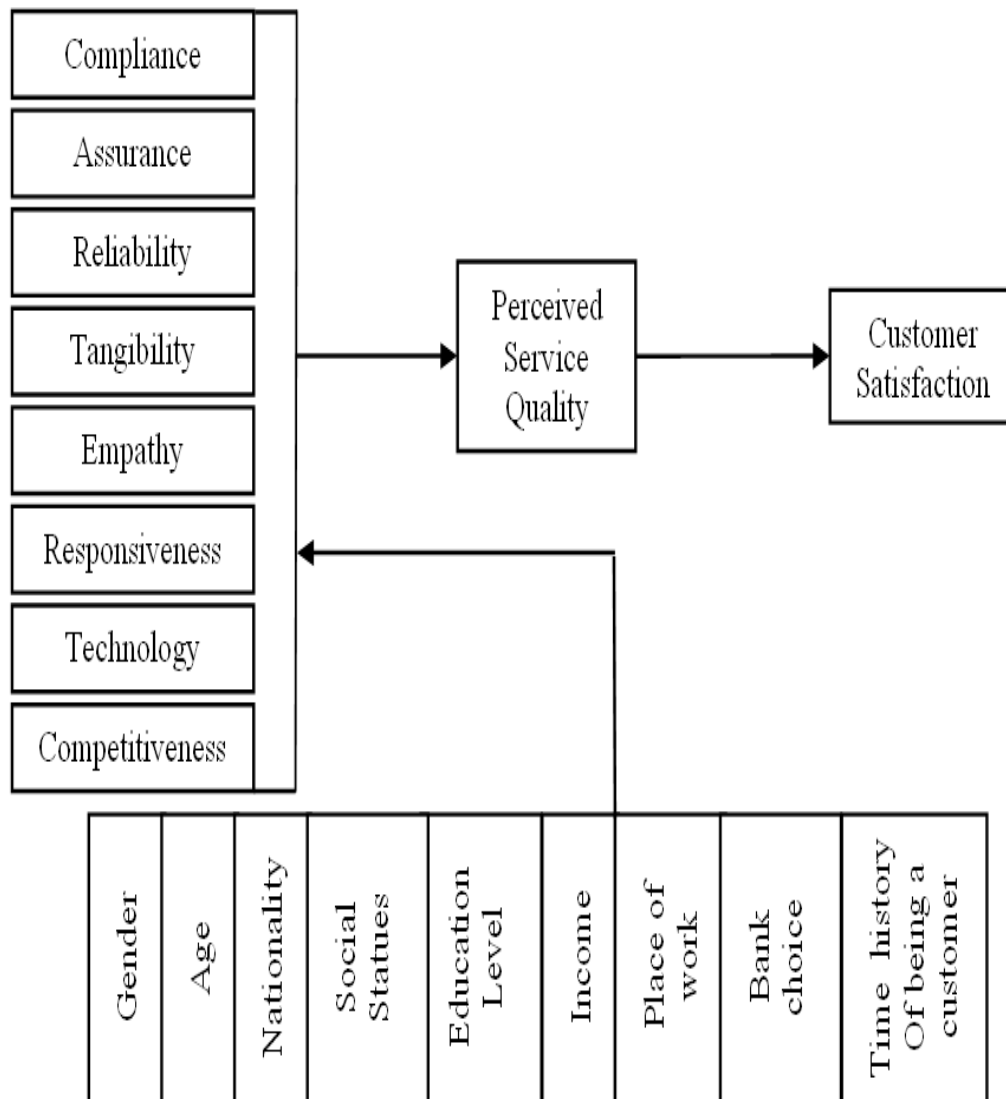 Compliance
Assurance
Reliability
Tangibility
Empathy
Responsiveness
Technology
Competitiveness
Perceived
Service
Quality
Customer
Satisfaction
Gender
Age
Nationality
Social
Statues
Education
Level
Income
Place of
work
Bank
choice
Time history
Of being a
customer